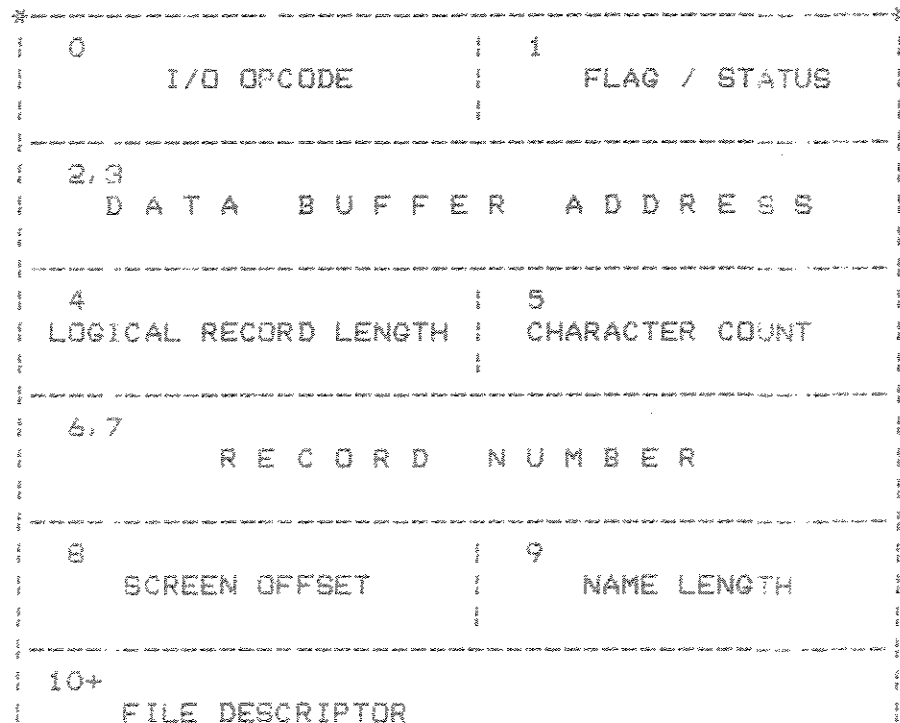 0 1
I/O OPCODE FLAG / STATUS
2,3
D A T A B U F F E R A D D R E S S
4 5
LOGICAL RECORD LENGTH CHARACTER COUNT
6,7
R E C O R D N U M B E R
8 9
SCREEN OFFSET NAME LENGTH
10+
FILE DESCRIPTOR